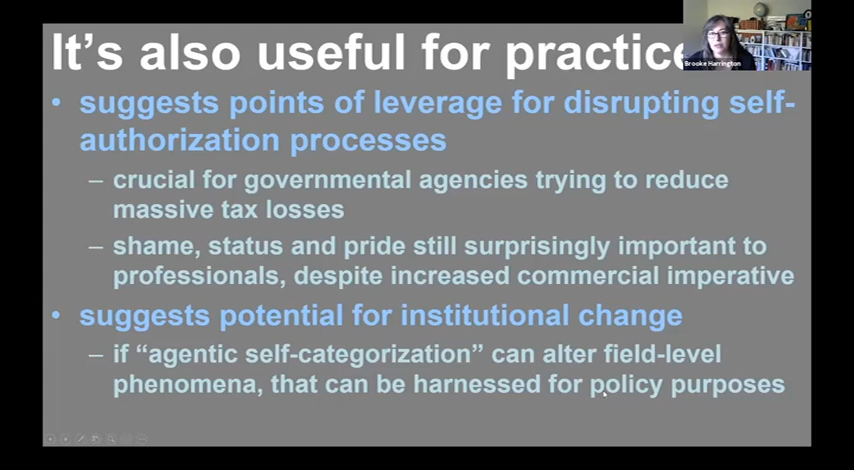 It's also useful for practice
Brooke Harrington
• suggests points of leverage for disrupting self-
authorization processes
– crucial for governmental agencies trying to reduce
massive tax losses
– shame, status and pride still surprisingly important to
professionals, despite increased commercial imperative
• suggests potential for institutional change
– if “agentic self-categorization” can alter field-level
phenomena, that can be harnessed for policy purposes